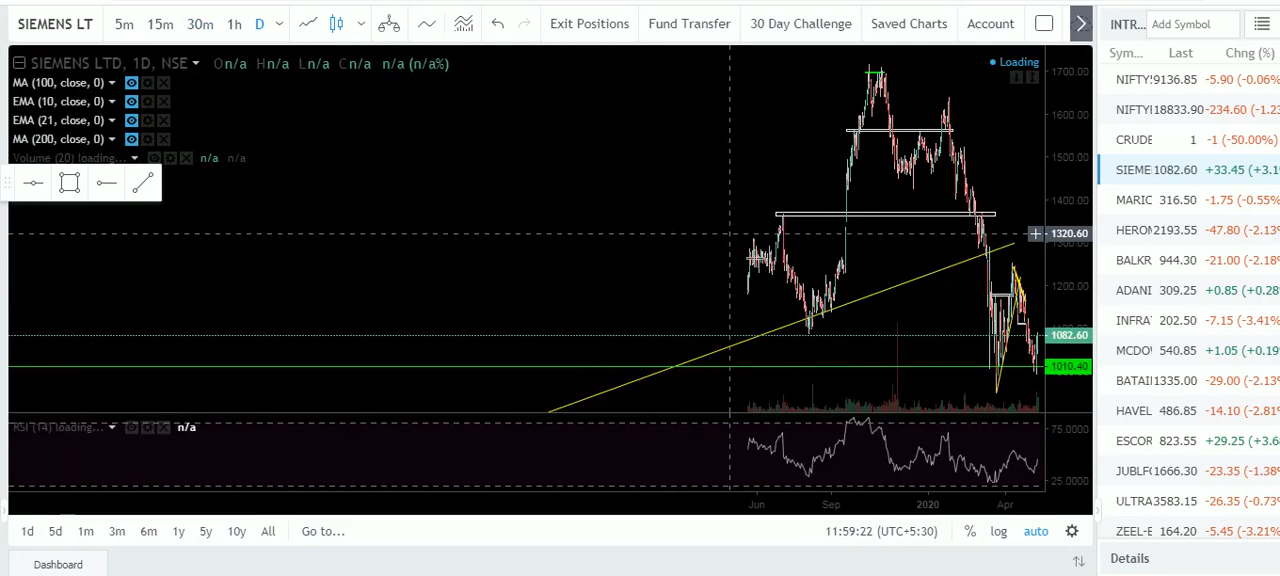 SIEMENS LT 5m 15m 30m 1h D Exit Positions Fund Transfer 30 Day Challenge Saved Charts Account INTR... Add Symbol
Sym... Last Chng (%)
SIEMENS LTD, 1D, NSE O n/a H n/a L n/a C n/a n/a (n/a%)
Loading
MA (100, close, 0)
EMA (10, close, 0)
EMA (21, close, 0)
MA (200, close, 0)
Volume (20) loading... n/a n/a
1700.00
1600.00
1500.00
1400.00
1320.60
1300.00
1200.00
1082.60
1010.40
RSI (14) loading... n/a
75.0000
25.0000
Jun Sep 2020 Apr
1d 5d 1m 3m 6m 1y 5y 10y All Go to... 11:59:22 (UTC+5:30) % log auto
Dashboard
NIFTY 9136.85 -5.90 (-0.06%
NIFTY 18833.90 -234.60 (-1.23
CRUDE 1 -1 (-50.00%)
SIEME 1082.60 +33.45 (+3.1
MARIC 316.50 -1.75 (-0.55%
HERO 2193.55 -47.80 (-2.13
BALKR 944.30 -21.00 (-2.18
ADANI 309.25 +0.85 (+0.28
INFRA 202.50 -7.15 (-3.41%
MCDO 540.85 +1.05 (+0.19
BATAI 1335.00 -29.00 (-2.13
HAVEL 486.85 -14.10 (-2.81
ESCOR 823.55 +29.25 (+3.6
JUBLF 1666.30 -23.35 (-1.38
ULTRA 3583.15 -26.35 (-0.73
ZEEL-E 164.20 -5.45 (-3.21%
Details